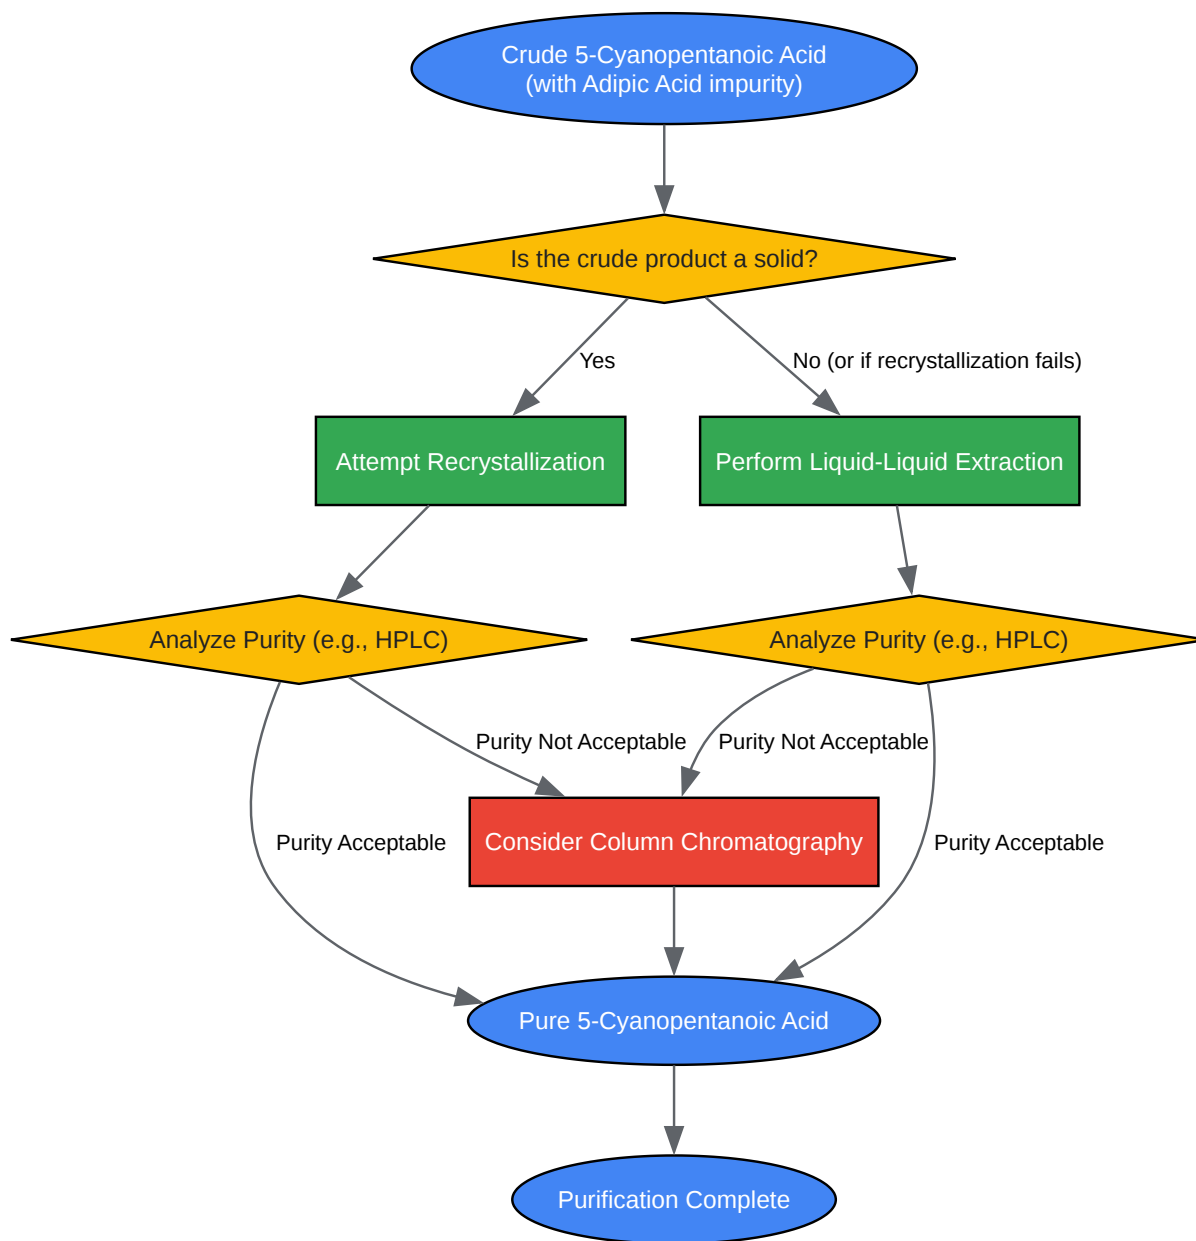 Crude 5-Cyanopentanoic Acid
(with Adipic Acid impurity)
Is the crude product a solid?
Yes
No (or if recrystallization fails)
Attempt Recrystallization
Perform Liquid-Liquid Extraction
Analyze Purity (e.g., HPLC)
Analyze Purity (e.g., HPLC)
Purity Not Acceptable
Purity Not Acceptable
Purity Acceptable
Consider Column Chromatography
Purity Acceptable
Pure 5-Cyanopentanoic Acid
Purification Complete